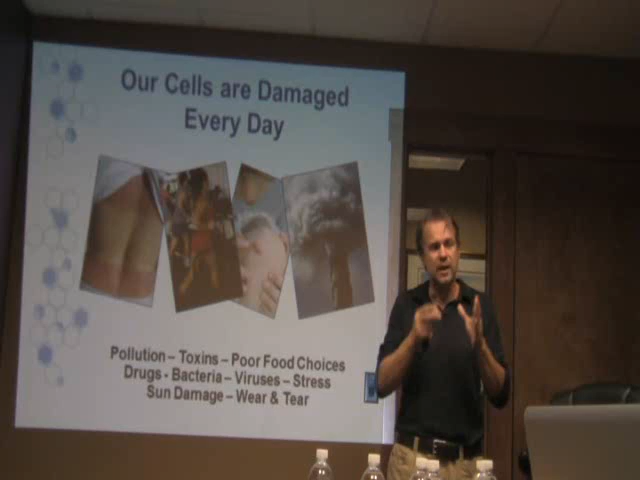 Our Cells are Damaged
Every Day
Pollution – Toxins – Poor Food Choices
Drugs - Bacteria – Viruses – Stress
Sun Damage – Wear & Tear